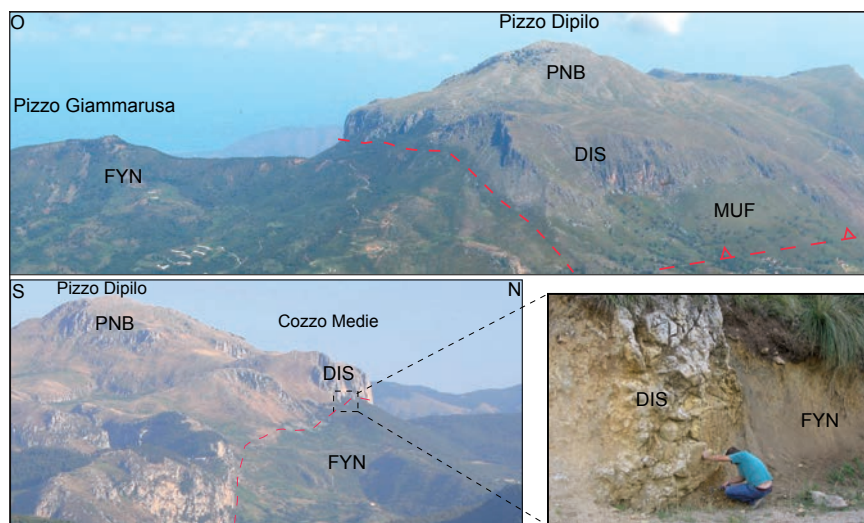 O
Pizzo Dipilo
PNB
Pizzo Giammarusa
DIS
FYN
MUF
S
Pizzo Dipilo
N
PNB
Cozzo Medie
DIS
FYN
DIS
FYN